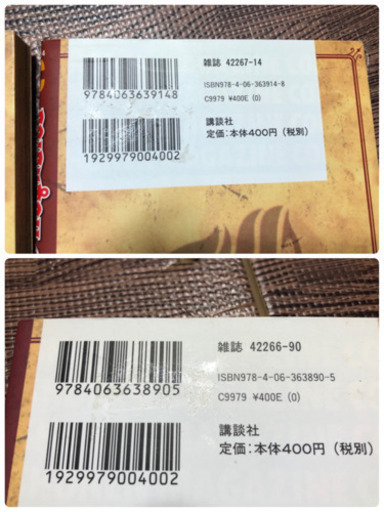 雑誌 42267-14
9784063639148
ISBN978-4-06-363914-8
C9979 ¥400E (0)
1929979004002
講談社
定価:本体400円(税別)
雑誌 42266-90
9784063638905
ISBN978-4-06-363890-5
C9979 ¥400E (0)
1929979004002
講談社
定価:本体400円(税別)